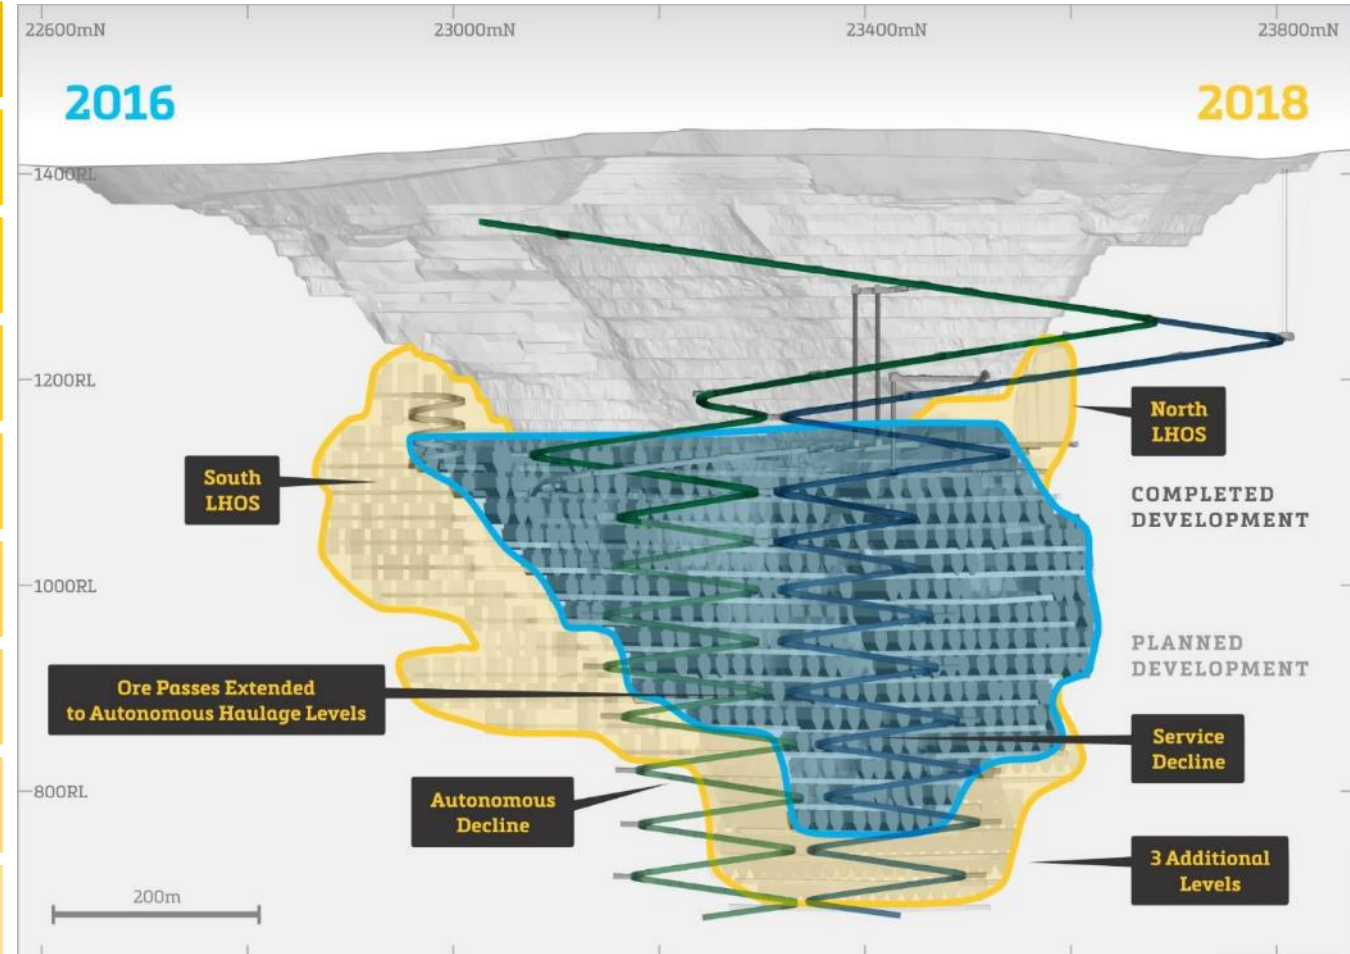 22600mN
23000mN
23400mN
23800mN
2016
2018
1400RL
1200RL
North
LHOS
South
LHOS
COMPLETED
DEVELOPMENT
1000RL
PLANNED
DEVELOPMENT
Ore Passes Extended
to Autonomous Haulage Levels
Service
Decline
800RL
Autonomous
Decline
3 Additional
Levels
200m